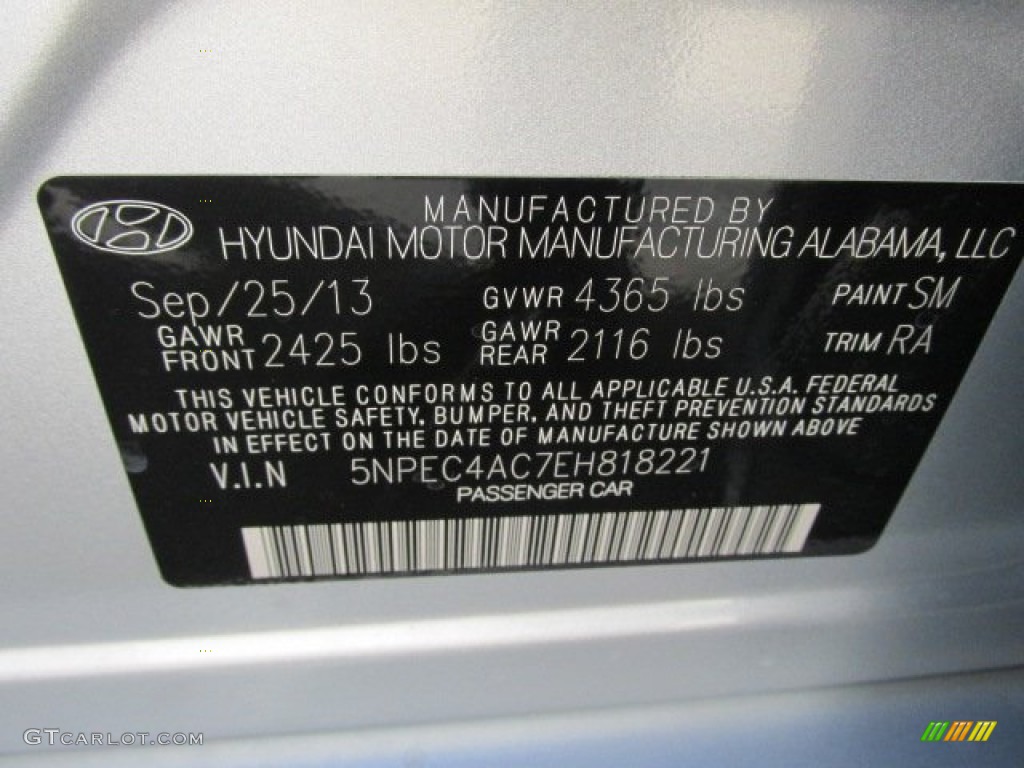 MANUFACTURED BY
HYUNDAI MOTOR MANUFACTURING ALABAMA, LLC
Sep/25/13 GVWR 4365 lbs PAINT SM
GAWR FRONT 2425 lbs GAWR REAR 2116 lbs TRIM RA
THIS VEHICLE CONFORMS TO ALL APPLICABLE U.S.A. FEDERAL
MOTOR VEHICLE SAFETY, BUMPER, AND THEFT PREVENTION STANDARDS
IN EFFECT ON THE DATE OF MANUFACTURE SHOWN ABOVE
V.I.N 5NPEC4AC7EH818221
PASSENGER CAR
GTCARLOT.COM